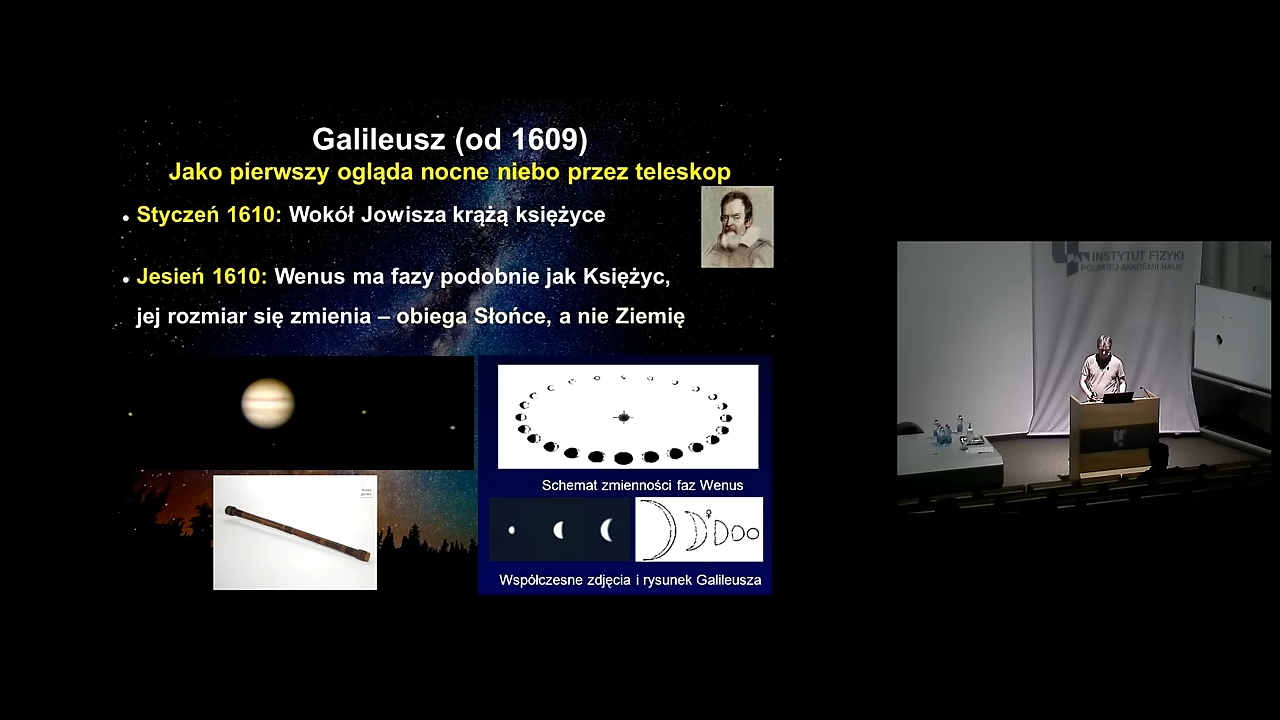 Galileusz (od 1609)
Jako pierwszy ogląda nocne niebo przez teleskop
Styczeń 1610: Wokół Jowisza krążą księżyce
Jesień 1610: Wenus ma fazy podobnie jak Księżyc,
jej rozmiar się zmienia – obiega Słońce, a nie Ziemię
Schemat zmienności faz Wenus
Współczesne zdjęcia i rysunek Galileusza
INSTYTUT FIZYKI
POLSKIEJ AKADEMII NAUK